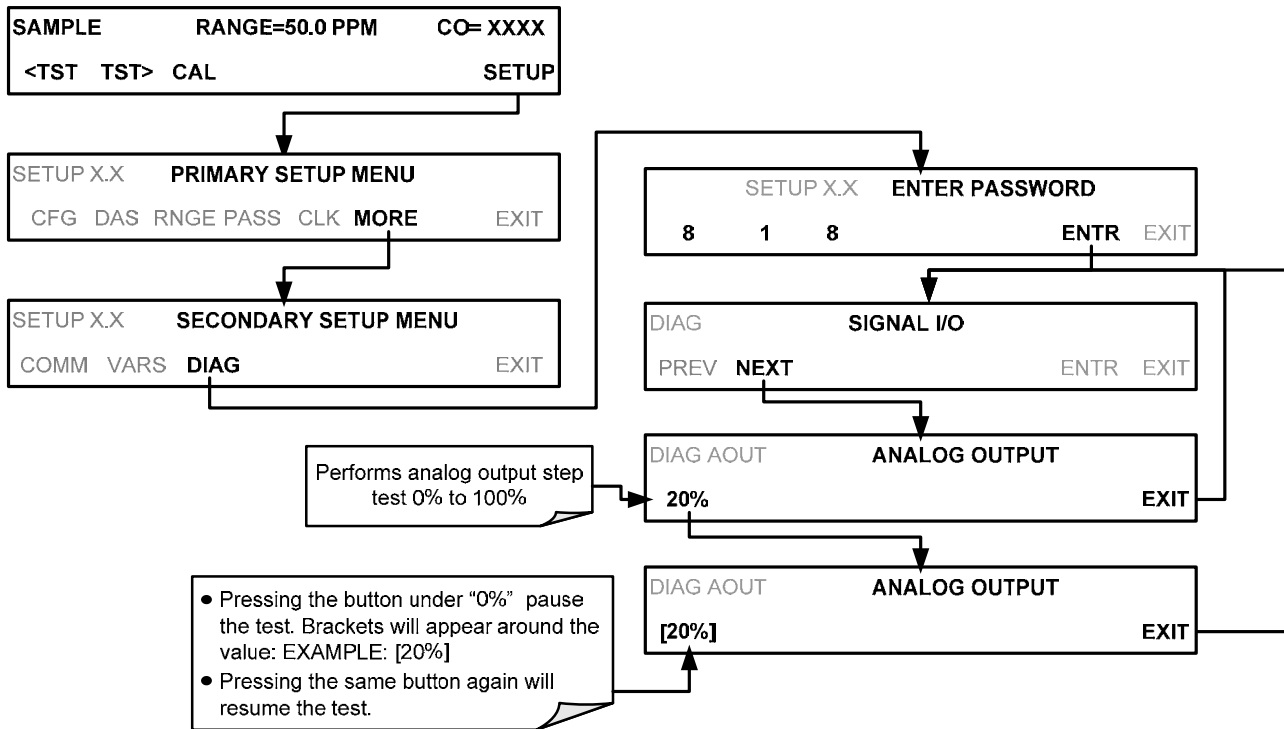 SAMPLE RANGE=50.0 PPM CO= XXXX
<TST TST> CAL SETUP
SETUP X.X PRIMARY SETUP MENU
CFG DAS RNGE PASS CLK MORE EXIT
SETUP X.X SECONDARY SETUP MENU
COMM VARS DIAG EXIT
SETUP X.X ENTER PASSWORD
8 1 8 ENTR EXIT
DIAG SIGNAL I/O
PREV NEXT ENTR EXIT
Performs analog output step
test 0% to 100%
DIAG AOUT ANALOG OUTPUT
20% EXIT
• Pressing the button under “0%” pause
the test. Brackets will appear around the
value: EXAMPLE: [20%]
• Pressing the same button again will
resume the test.
DIAG AOUT ANALOG OUTPUT
[20%] EXIT